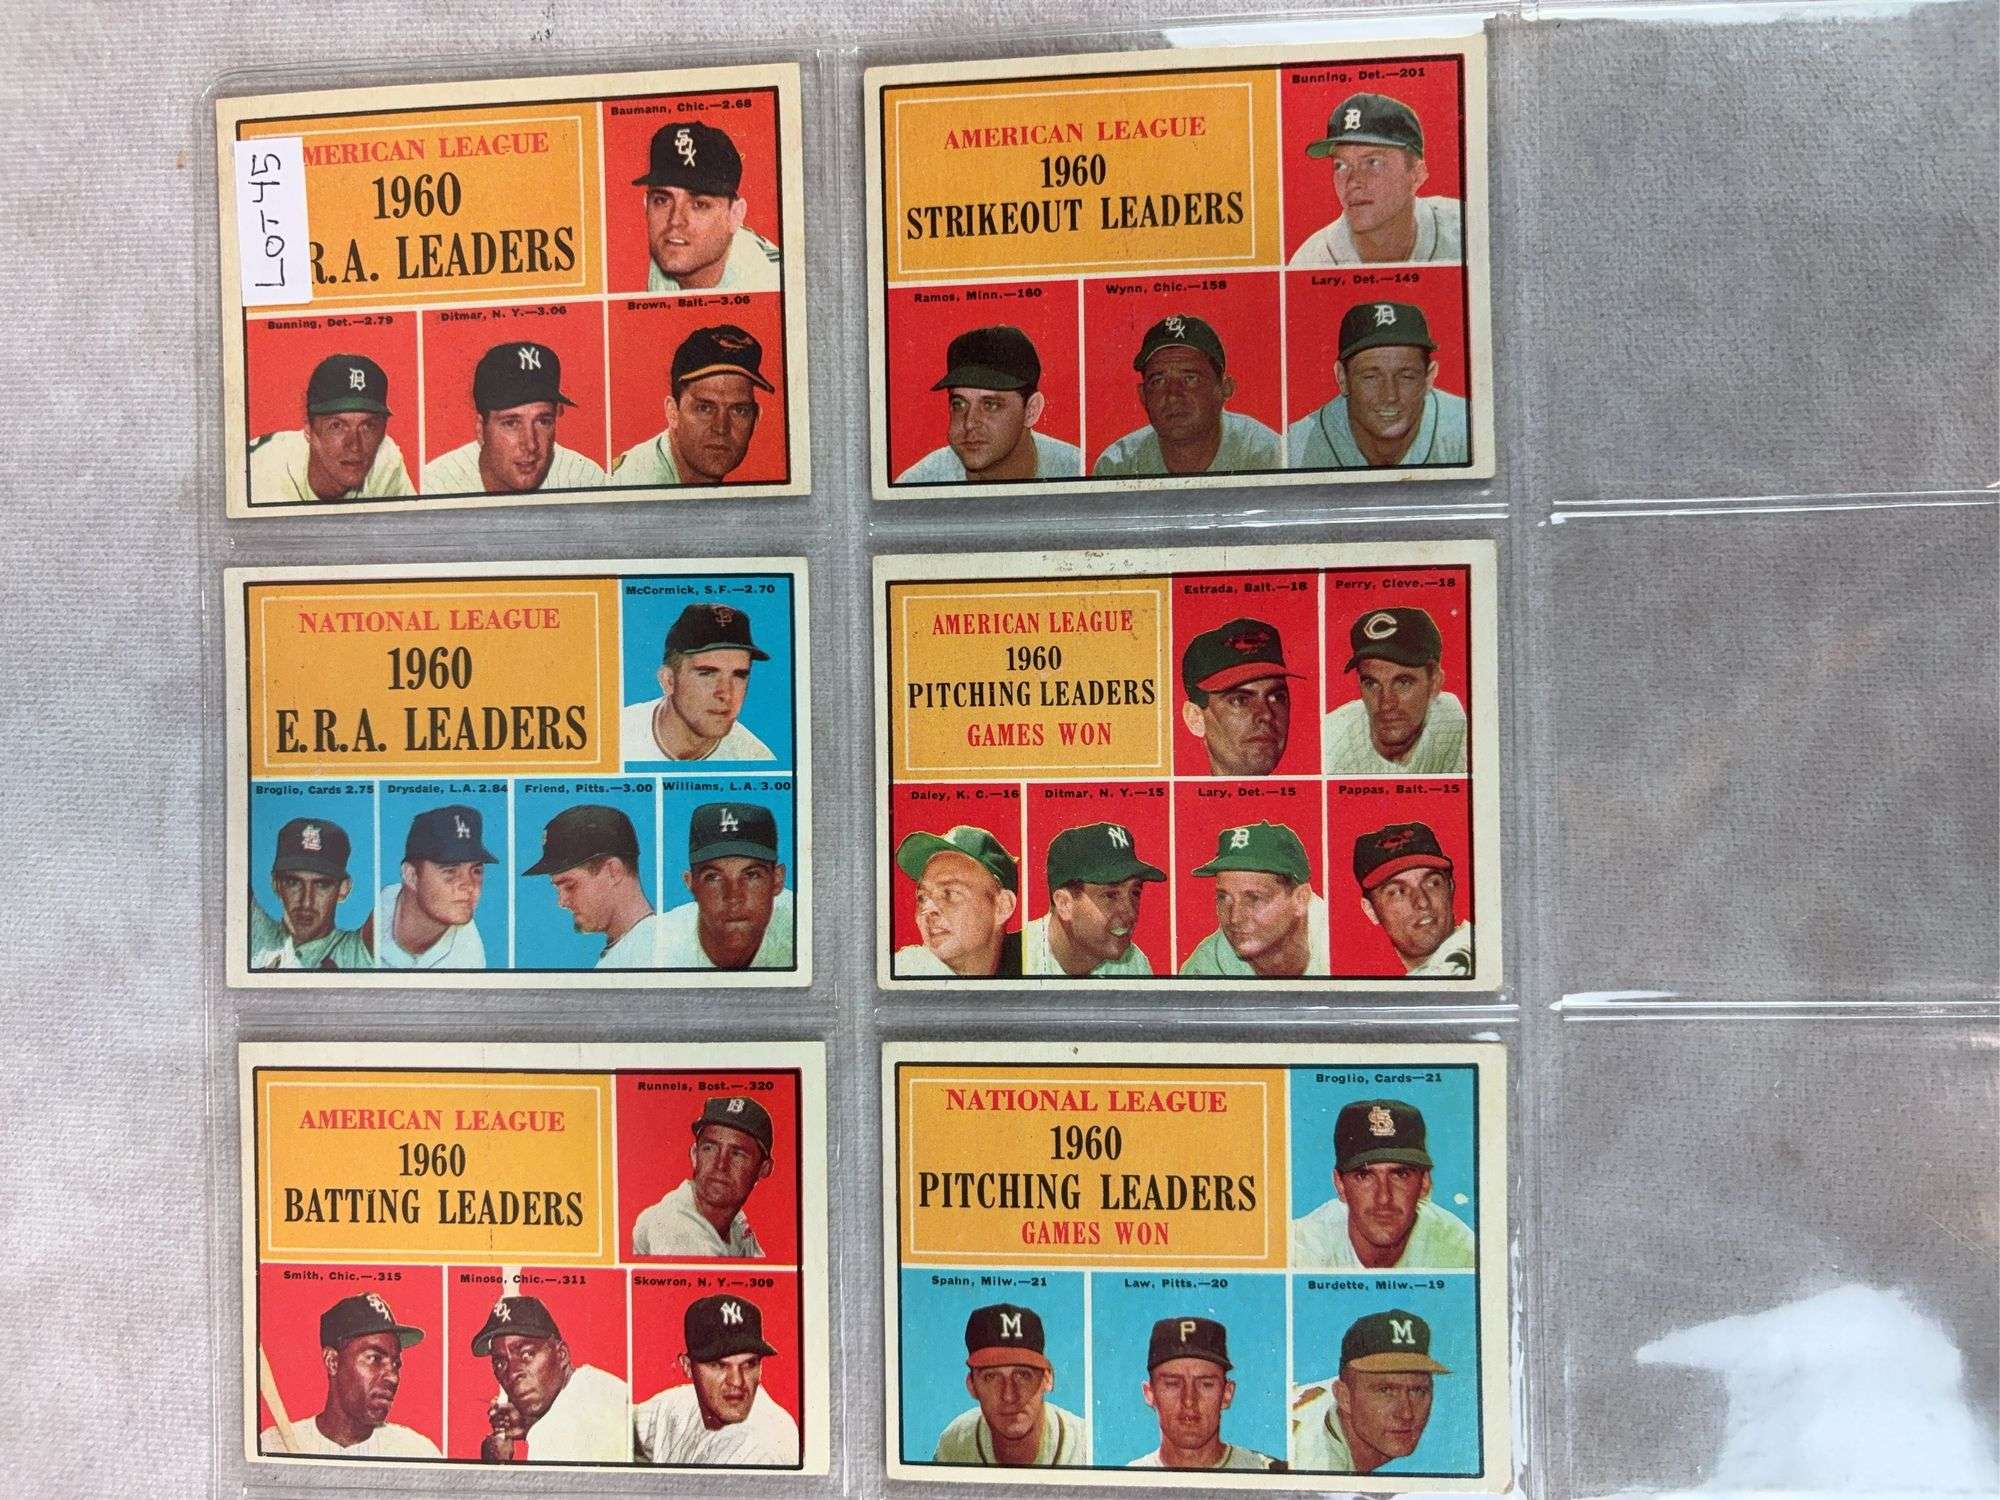 LOT 45
MERICAN LEAGUE
1960
R.A. LEADERS
Baumann, Chic.—2.68
Bunning, Det.—2.79
Ditmar, N. Y.—3.06
Brown, Balt.—3.06
AMERICAN LEAGUE
1960
STRIKEOUT LEADERS
Bunning, Det.—201
Ramos, Minn.—160
Wynn, Chic.—158
Lary, Det.—149
NATIONAL LEAGUE
1960
E.R.A. LEADERS
McCormick, S.F.—2.70
Broglio, Cards 2.75
Drysdale, L.A. 2.84
Friend, Pitts.—3.00
Williams, L.A. 3.00
AMERICAN LEAGUE
1960
PITCHING LEADERS
GAMES WON
Estrada, Balt.—18
Perry, Cleve.—18
Daley, K. C.—16
Ditmar, N. Y.—15
Lary, Det.—15
Pappas, Balt.—15
AMERICAN LEAGUE
1960
BATTING LEADERS
Runnels, Bost.—.320
Smith, Chic.—.315
Minoso, Chic.—.311
Skowron, N. Y.—.309
NATIONAL LEAGUE
1960
PITCHING LEADERS
GAMES WON
Broglio, Cards—21
Spahn, Milw.—21
Law, Pitts.—20
Burdette, Milw.—19